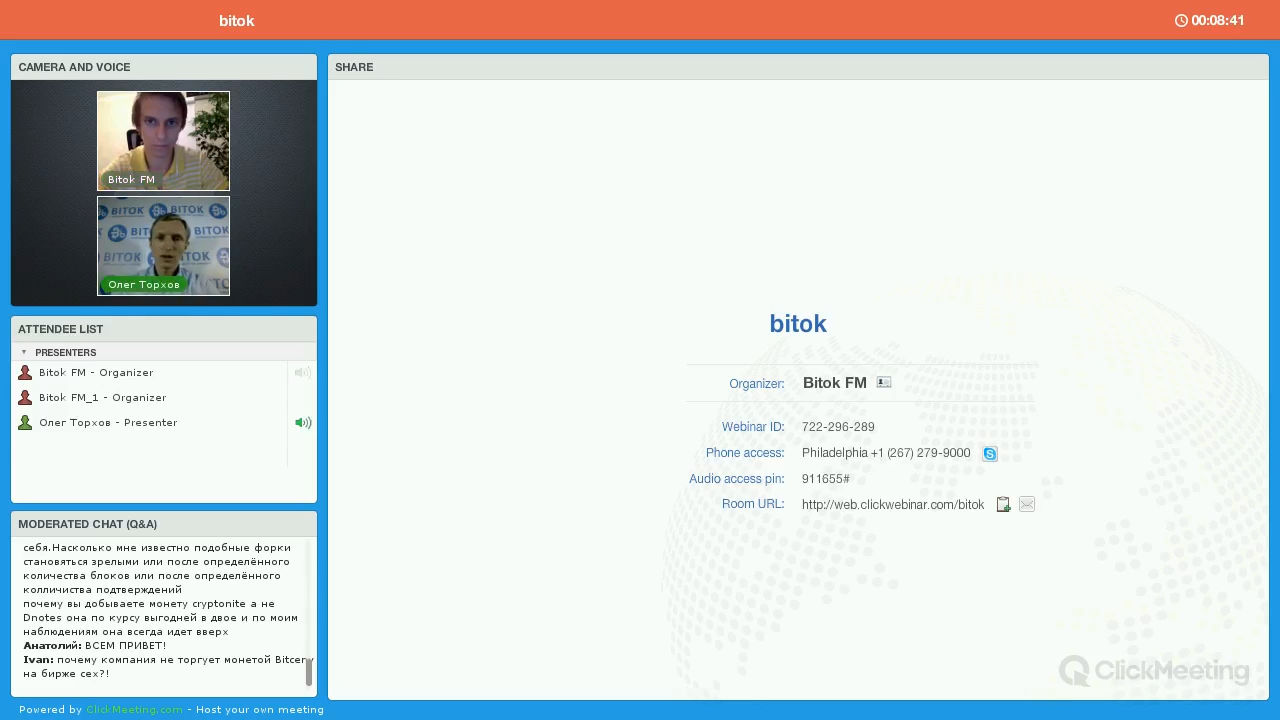 bitok
00:08:41
CAMERA AND VOICE
Bitok FM
BITOK
BITOK
BITOK
BITOK
Олег Торхов
ATTENDEE LIST
PRESENTERS
Bitok FM - Organizer
Bitok FM_1 - Organizer
Олег Торхов - Presenter
MODERATED CHAT (Q&A)
себя.Насколько мне известно подобные форки
становяться зрелыми или после определённого
количества блоков или после определённого
колличиства подтверждений
почему вы добываете монету cryptonite а не
Dnotes она по курсу выгодней в двое и по моим
наблюдениям она всегда идет вверх
Анатолий: ВСЕМ ПРИВЕТ!
Ivan: почему компания не торгует монетой Bitcery
на бирже cex?!
Powered by ClickMeeting.com - Host your own meeting
SHARE
bitok
Organizer: Bitok FM
Webinar ID: 722-296-289
Phone access: Philadelphia +1 (267) 279-9000
Audio access pin: 911655#
Room URL: http://web.clickwebinar.com/bitok
ClickMeeting